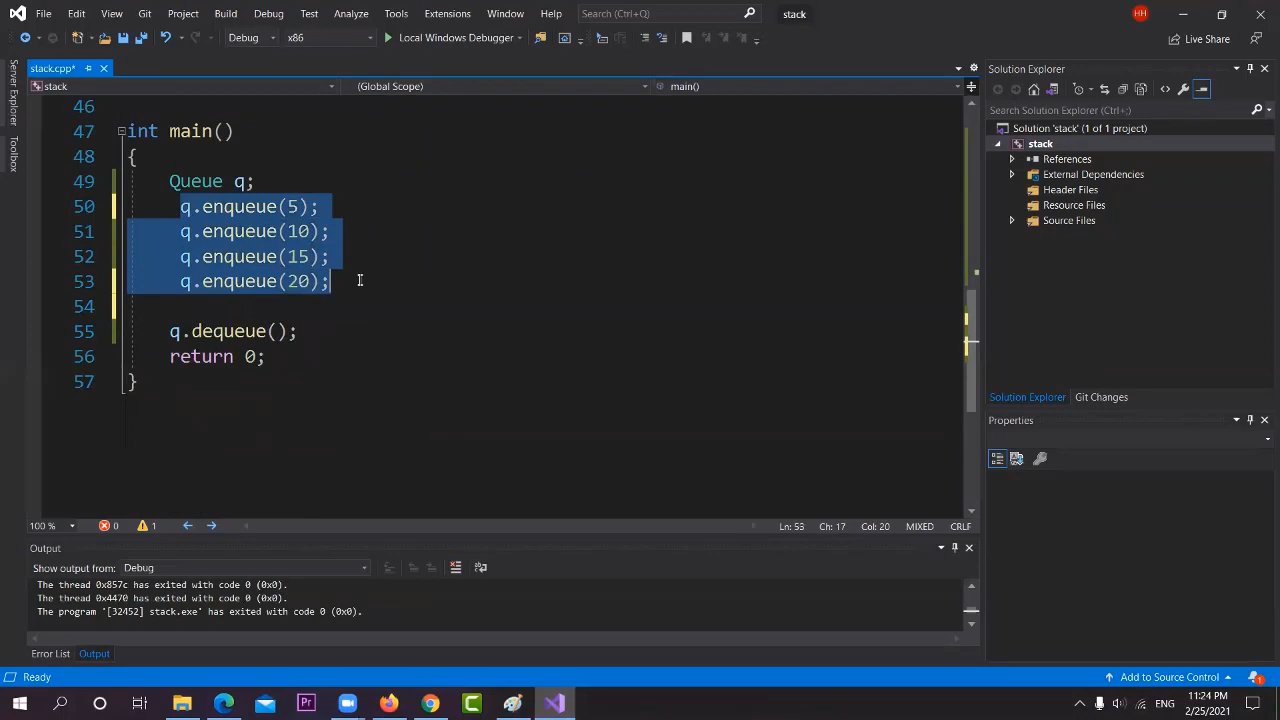 File Edit View Git Project Build Debug Test Analyze Tools Extensions Window Help Search (Ctrl+Q) stack HH
Debug x86 Local Windows Debugger Live Share
stack.cpp*
stack (Global Scope) main()
Server Explorer
Toolbox
46
47 int main()
48 {
49 Queue q;
50 q.enqueue(5);
51 q.enqueue(10);
52 q.enqueue(15);
53 q.enqueue(20);
54
55 q.dequeue();
56 return 0;
57 }
100 % 0 1 Ln: 53 Ch: 17 Col: 20 MIXED CRLF
Output
Show output from: Debug
The thread 0x857c has exited with code 0 (0x0).
The thread 0x4470 has exited with code 0 (0x0).
The program '[32452] stack.exe' has exited with code 0 (0x0).
Error List Output
Solution Explorer
Search Solution Explorer (Ctrl+;)
Solution 'stack' (1 of 1 project)
stack
References
External Dependencies
Header Files
Resource Files
Source Files
Solution Explorer Git Changes
Properties
Ready Add to Source Control 1
Pr C ENG 11:24 PM
2/25/2021